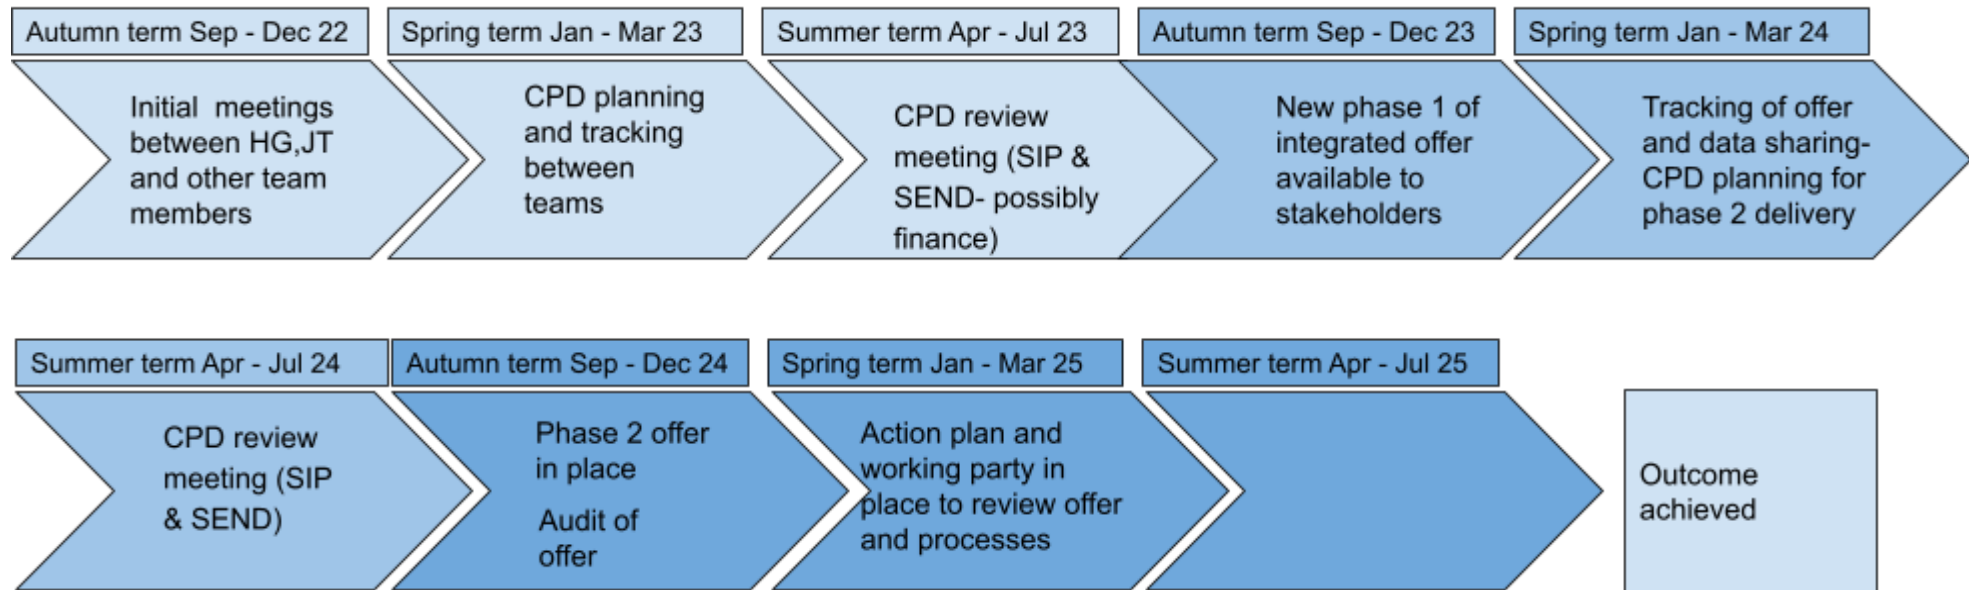 Autumn term Sep - Dec 22
Spring term Jan - Mar 23
Summer term Apr - Jul 23
Autumn term Sep - Dec 23
Spring term Jan - Mar 24
Initial meetings
between HG,JT
and other team
members
CPD planning
and tracking
between
teams
CPD review
meeting (SIP &
SEND- possibly
finance)
New phase 1 of
integrated offer
available to
stakeholders
Tracking of offer
and data sharing-
CPD planning for
phase 2 delivery
Summer term Apr - Jul 24
Autumn term Sep - Dec 24
Spring term Jan - Mar 25
Summer term Apr - Jul 25
CPD review
meeting (SIP
& SEND)
Phase 2 offer
in place
Audit of
offer
Action plan and
working party in
place to review offer
and processes
Outcome
achieved